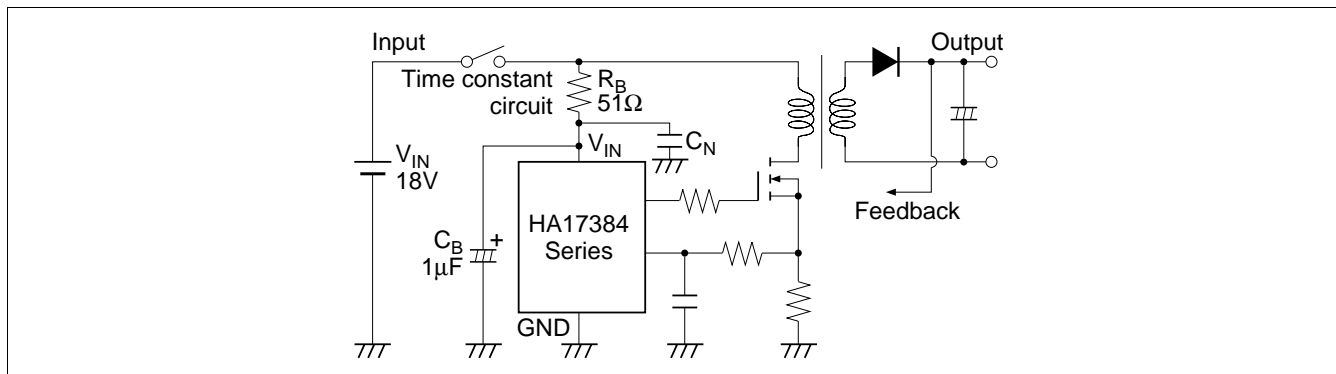 Input
Output
Time constant
circuit
R_B
51Ω
C_N
V_IN
V_IN
18V
HA17384
Series
Feedback
C_B
+
1μF
GND